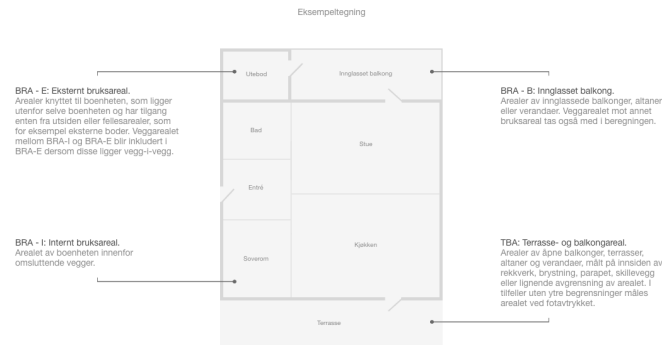 Eksempeltegning
Utebod
Innglasset balkong
BRA - E: Eksternt bruksareal.
Arealer knyttet til boenheten, som ligger
utenfor selve boenheten og har tilgang
enten fra utsiden eller fellesarealer, som
for eksempel eksterne boder. Veggarealet
mellom BRA-I og BRA-E blir inkludert i
BRA-E dersom disse ligger vegg-i-vegg.
BRA - B: Innglasset balkong.
Arealer av innglassede balkonger, altaner
eller verandaer. Veggarealet mot annet
bruksareal tas også med i beregningen.
Bad
Stue
Entré
Soverom
Kjøkken
BRA - I: Internt bruksareal.
Arealet av boenheten innenfor
omsluttende vegger.
TBA: Terrasse- og balkongareal.
Arealer av åpne balkonger, terrasser,
altaner og verandaer, målt på innsiden av
rekkverk, brystning, parapet, skillevegg
eller lignende avgrensning av arealet. I
tilfeller uten ytre begrensninger måles
arealet ved fotavtrykket.
Terrasse